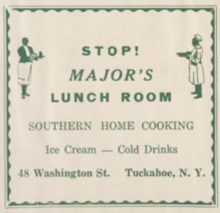 STOP!
MAJOR'S
LUNCH ROOM
SOUTHERN HOME COOKING
Ice Cream — Cold Drinks
48 Washington St. Tuckahoe, N. Y.